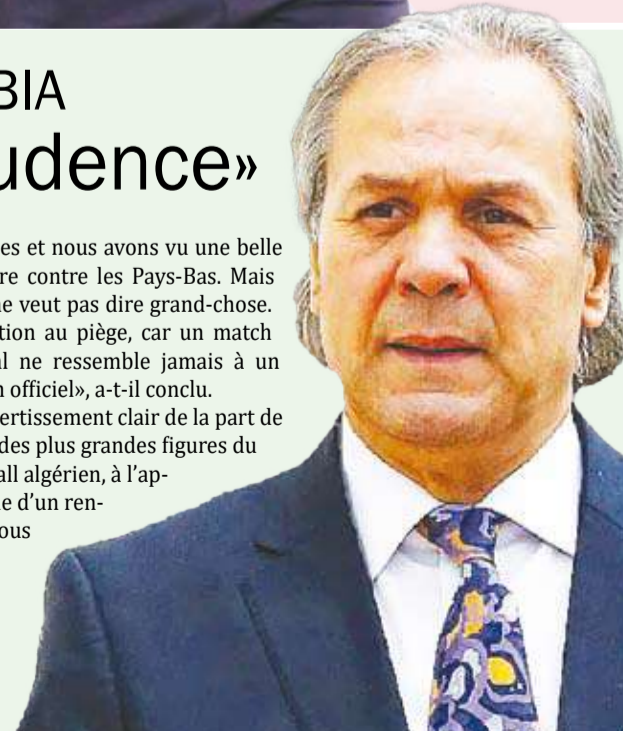 BIA
udence»
es et nous avons vu une belle
re contre les Pays-Bas. Mais
ne veut pas dire grand-chose.
tion au piège, car un match
al ne ressemble jamais à un
h officiel», a-t-il conclu.
ertissement clair de la part de
des plus grandes figures du
all algérien, à l'ap-
e d'un ren-
ous